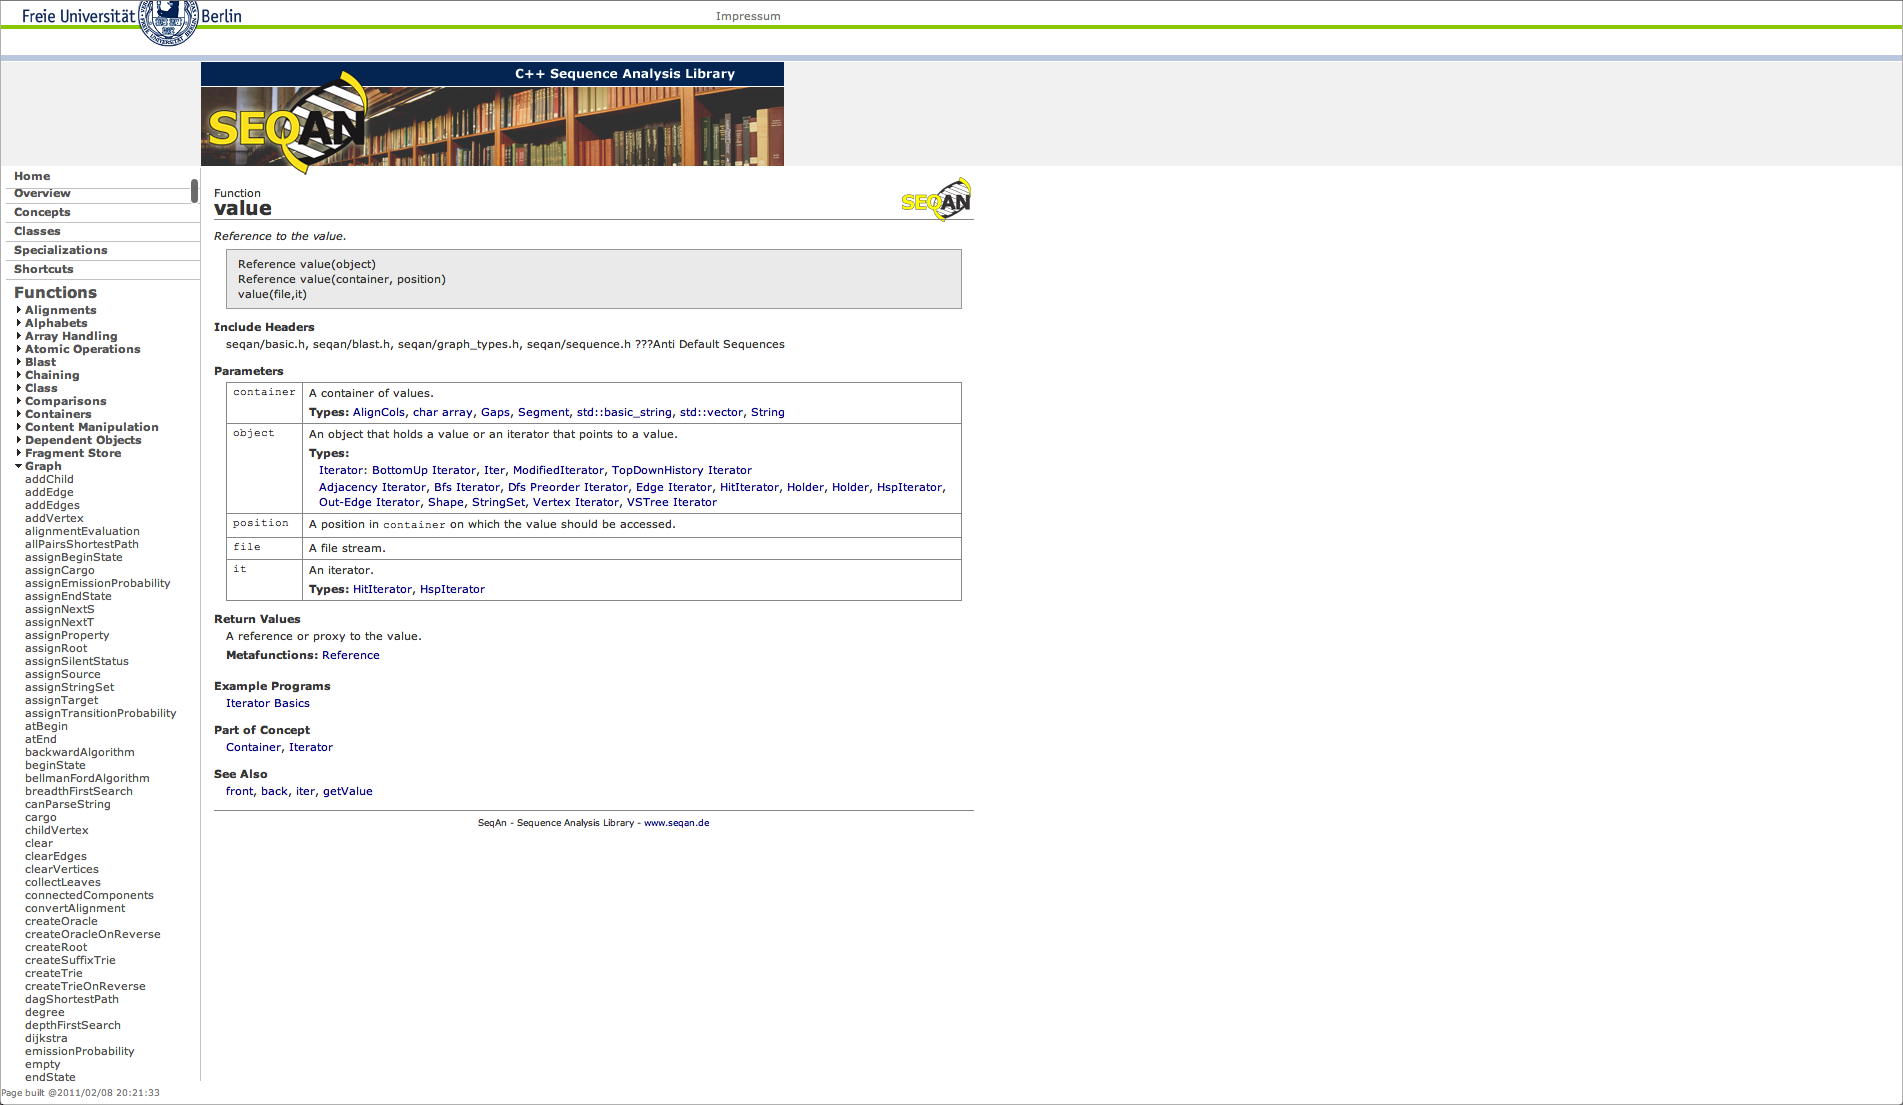 Freie Universität Berlin
Impressum
C++ Sequence Analysis Library
SEQAN
Home
Overview
Concepts
Classes
Specializations
Shortcuts
Functions
Alignments
Alphabets
Array Handling
Atomic Operations
Blast
Chaining
Class
Comparisons
Containers
Content Manipulation
Dependent Objects
Fragment Store
Graph
addChild
addEdge
addEdges
addVertex
alignmentEvaluation
allPairsShortestPath
assignBeginState
assignCargo
assignEmissionProbability
assignEndState
assignNextS
assignNextT
assignProperty
assignRoot
assignSilentStatus
assignSource
assignStringSet
assignTarget
assignTransitionProbability
atBegin
atEnd
backwardAlgorithm
beginState
bellmanFordAlgorithm
breadthFirstSearch
canParseString
cargo
childVertex
clear
clearEdges
clearVertices
collectLeaves
connectedComponents
convertAlignment
createOracle
createOracleOnReverse
createRoot
createSuffixTrie
createTrie
createTrieOnReverse
dagShortestPath
degree
depthFirstSearch
dijkstra
emissionProbability
empty
endState
Page built @2011/02/08 20:21:33
Function
value
SEQAN
Reference to the value.
Reference value(object)
Reference value(container, position)
value(file,it)
Include Headers
seqan/basic.h, seqan/blast.h, seqan/graph_types.h, seqan/sequence.h ???Anti Default Sequences
Parameters
container A container of values.
Types: AlignCols, char array, Gaps, Segment, std::basic_string, std::vector, String
object An object that holds a value or an iterator that points to a value.
Types:
Iterator: BottomUp Iterator, Iter, ModifiedIterator, TopDownHistory Iterator
Adjacency Iterator, Bfs Iterator, Dfs Preorder Iterator, Edge Iterator, HitIterator, Holder, Holder, HspIterator,
Out-Edge Iterator, Shape, StringSet, Vertex Iterator, VSTree Iterator
position A position in container on which the value should be accessed.
file A file stream.
it An iterator.
Types: HitIterator, HspIterator
Return Values
A reference or proxy to the value.
Metafunctions: Reference
Example Programs
Iterator Basics
Part of Concept
Container, Iterator
See Also
front, back, iter, getValue
SeqAn - Sequence Analysis Library - www.seqan.de